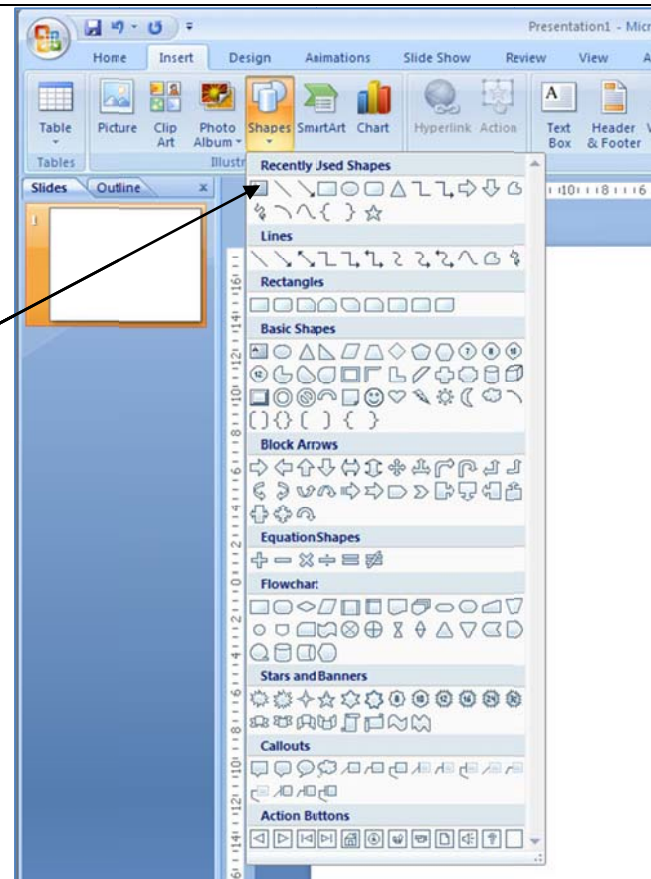 Presentation1 - Micr
Home Insert Design Animations Slide Show Review View A
Table Picture Clip Art Photo Album Shapes SmartArt Chart Hyperlink Action Text Box Header & Footer
Tables Illustr
Recently Used Shapes
Slides Outline x
1
Lines
Rectangles
Basic Shapes
Block Arrows
Equation Shapes
Flowchart
Stars and Banners
Callouts
Action Buttons